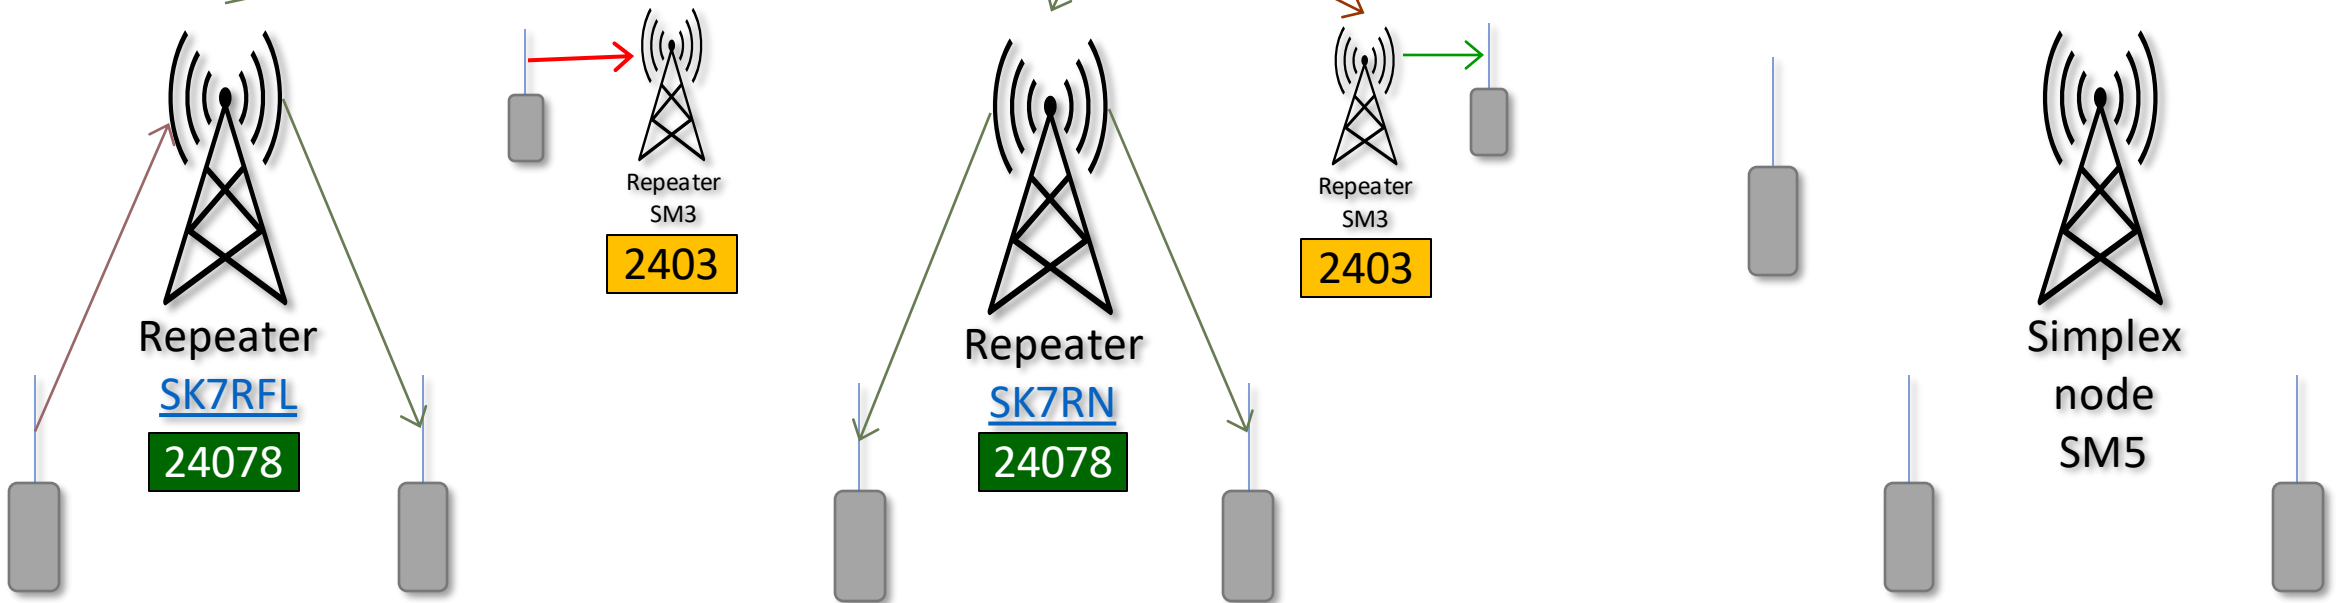 Repeater
SK7RFL
24078
Repeater
SM3
2403
Repeater
SK7RN
24078
Repeater
SM3
2403
Simplex
node
SM5